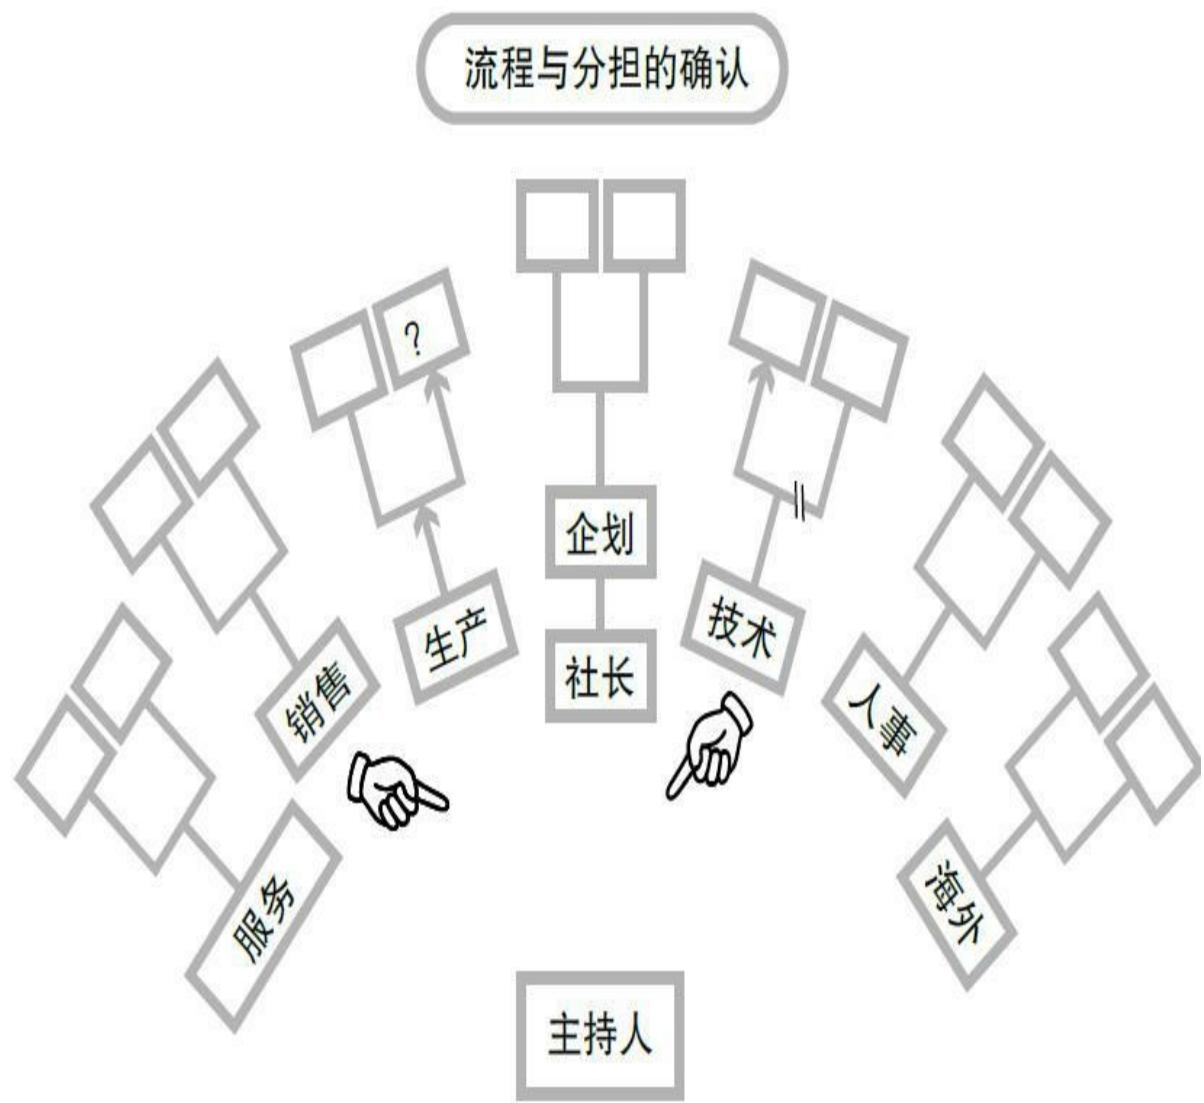 流程与分担的确认
?
企划
生产
技术
社长
销售
人事
服务
海外
主持人